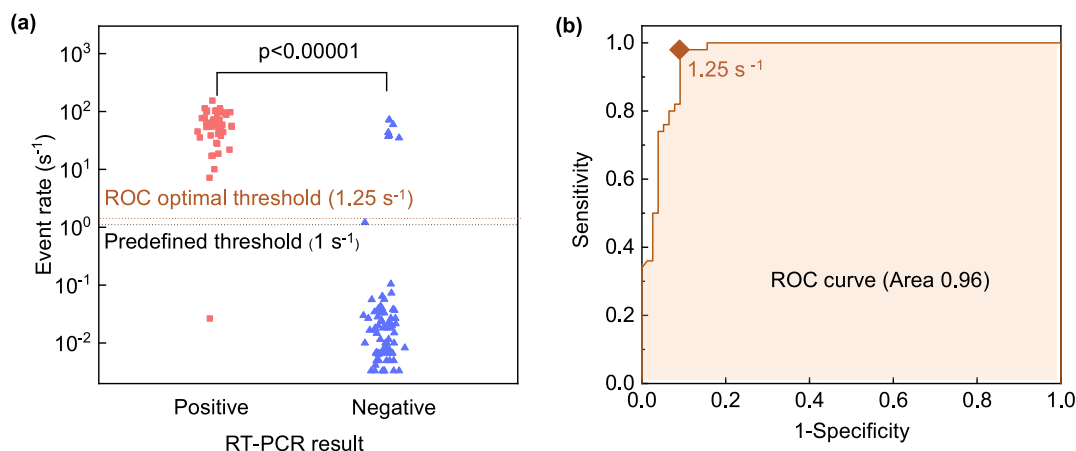 (a)
p<0.00001
10³
10²
10¹
10⁰
10⁻¹
10⁻²
Event rate (s⁻¹)
ROC optimal threshold (1.25 s⁻¹)
Predefined threshold (1 s⁻¹)
Positive
Negative
RT-PCR result
(b)
1.0
0.8
0.6
0.4
0.2
0.0
Sensitivity
1.25 s ⁻¹
ROC curve (Area 0.96)
0.0 0.2 0.4 0.6 0.8 1.0
1-Specificity